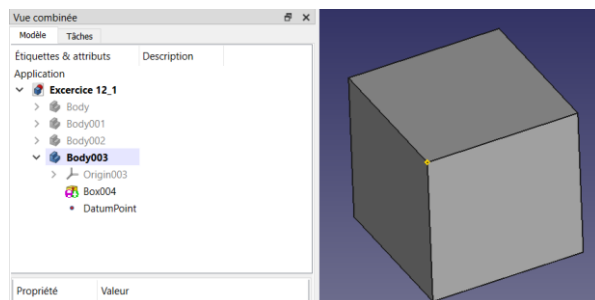 Vue combinée
Modèle Tâches
Étiquettes & attributs Description
Application
Excercice 12_1
Body
Body001
Body002
Body003
Origin003
Box004
DatumPoint
Propriété Valeur